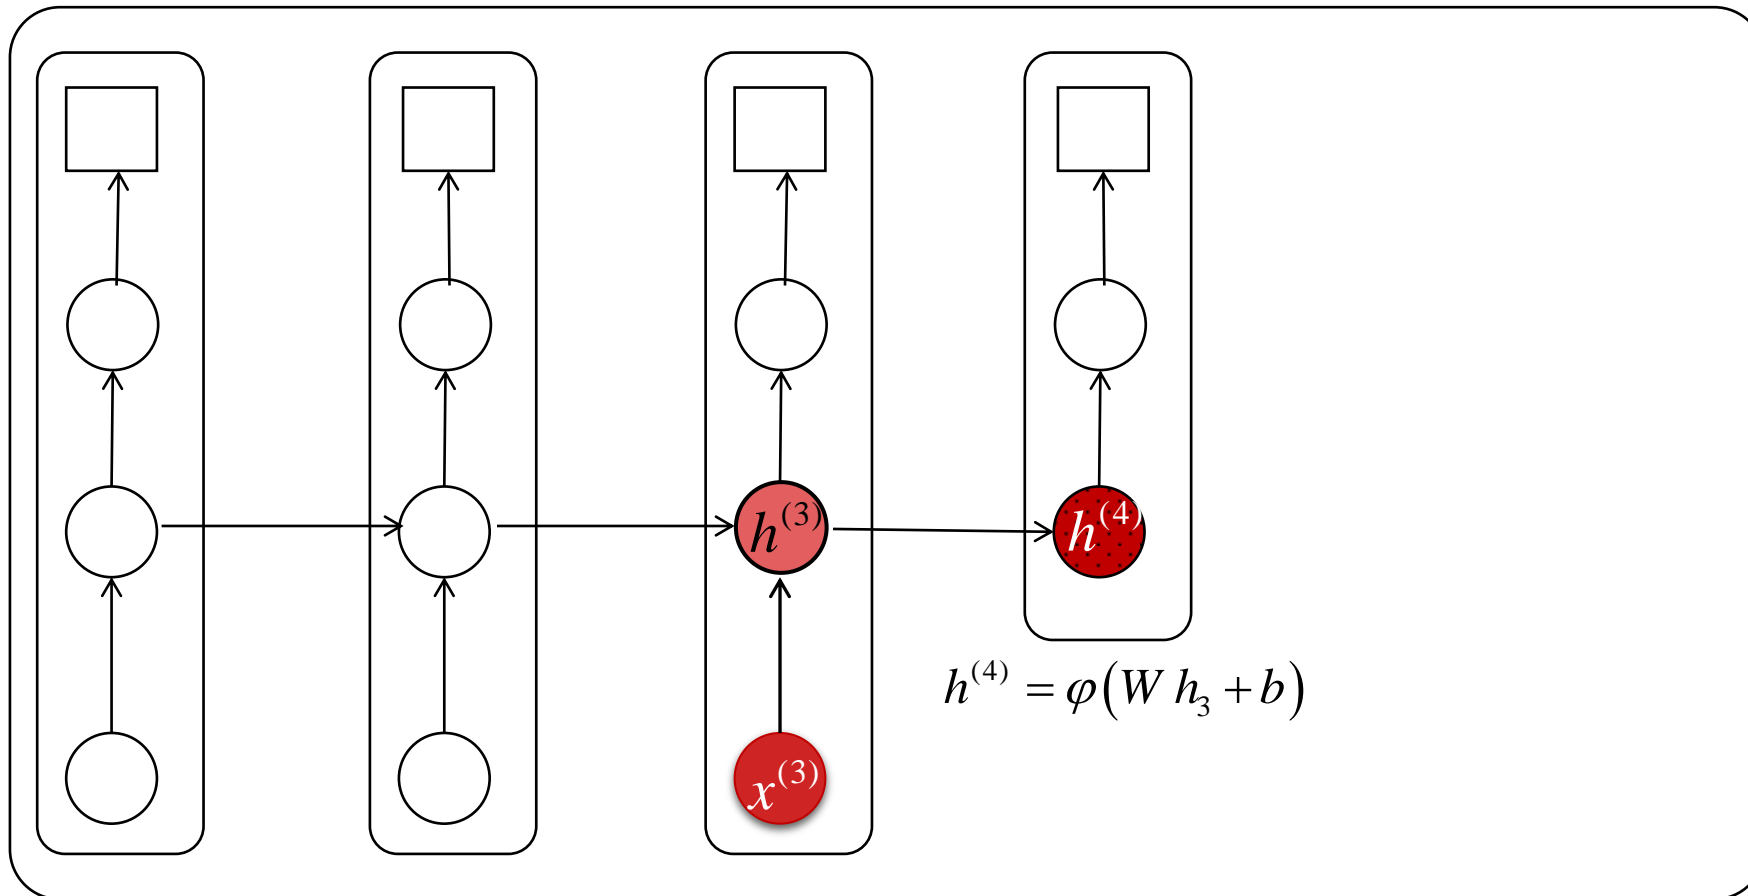 h^{(3)}
h^{(4)}
h^{(4)} = φ(W h_3 + b)
x^{(3)}